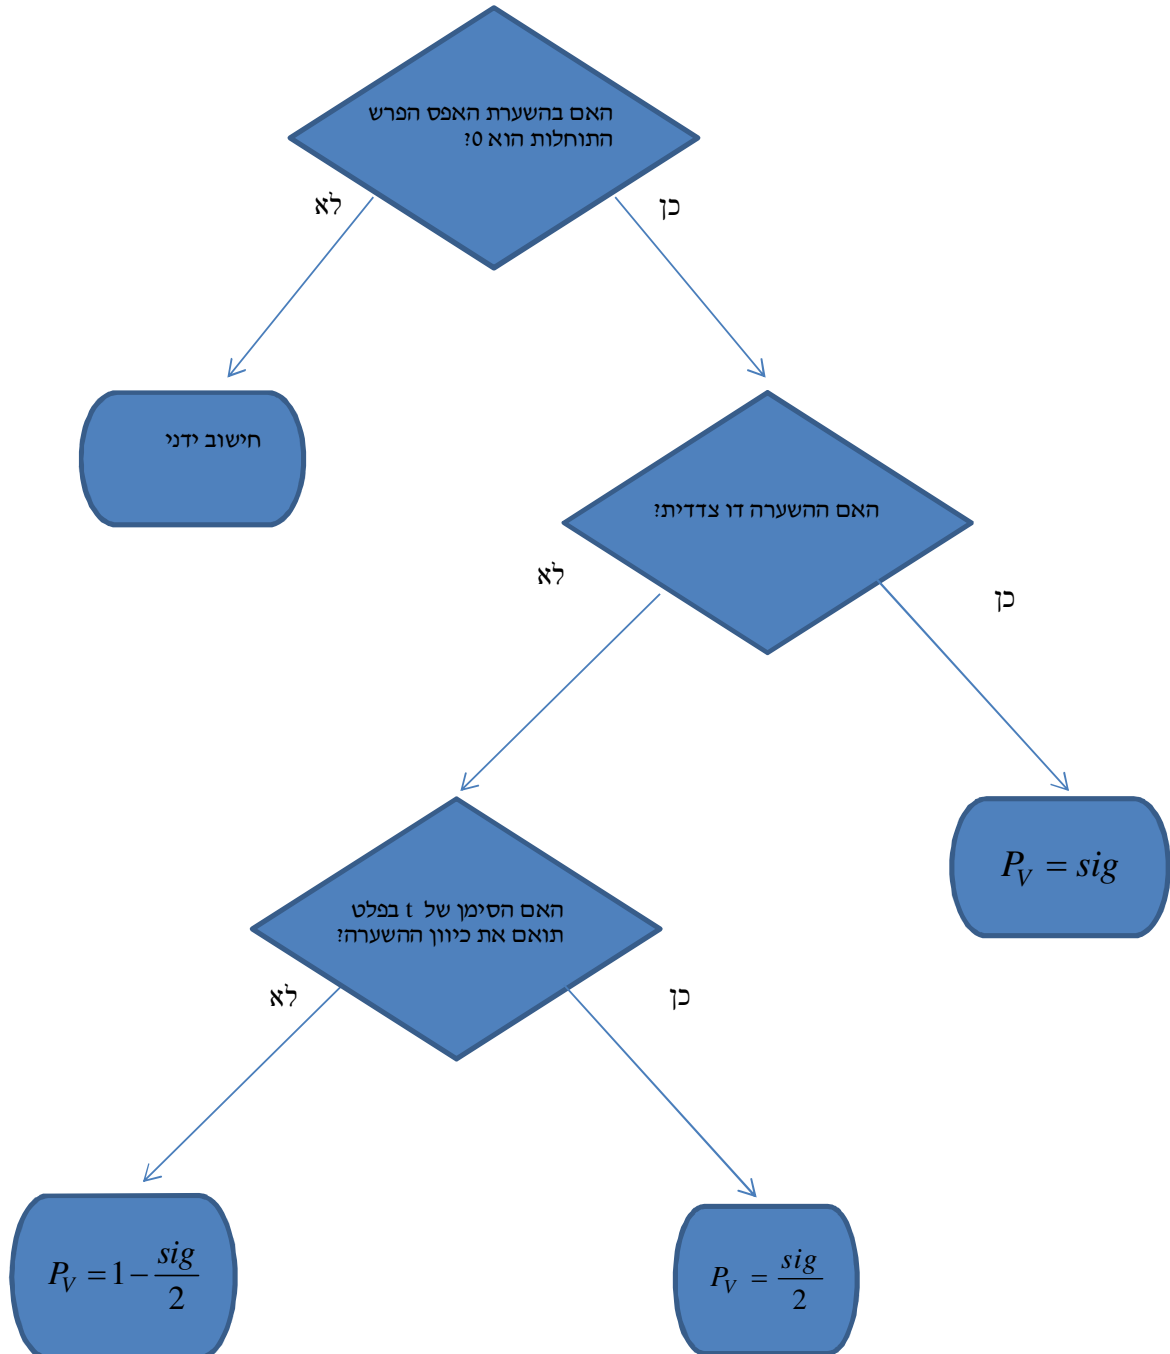 האם בהשערת האפס הפרש
התוחלות הוא 0?
לא
כן
חישוב ידני
האם ההשערה דו צדדית?
לא
כן
P_V = sig
האם הסימן של t בפלט
תואם את כיוון ההשערה?
לא
כן
P_V = 1 - sig/2
P_V = sig/2